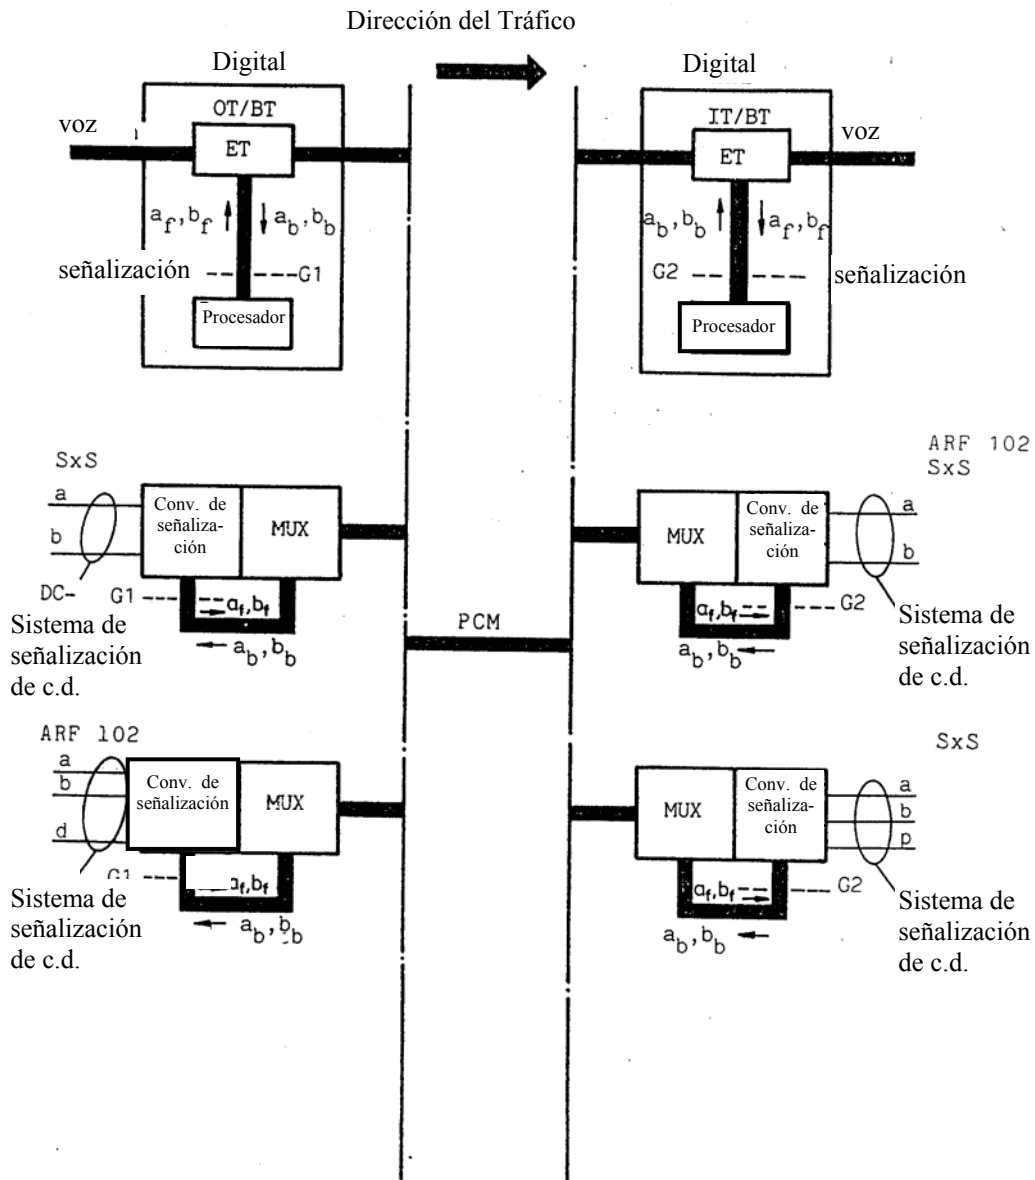 Dirección del Tráfico
Digital
OT/BT
voz
ET
a_f, b_f
a_b, b_b
señalización
G1
Procesador
Digital
IT/BT
voz
ET
a_b, b_b
a_f, b_f
G2
señalización
Procesador
SxS
a
b
Conv. de
señaliza-
ción
MUX
DC-
G1
a_f, b_f
a_b, b_b
Sistema de
señalización
de c.d.
PCM
ARF 102
SxS
MUX
Conv. de
señaliza-
ción
a
b
a_f, b_f
G2
a_b, b_b
Sistema de
señalización
de c.d.
ARF 102
a
b
d
Conv. de
señalización
MUX
G1
a_f, b_f
a_b, b_b
Sistema de
señalización
de c.d.
SxS
MUX
Conv. de
señaliza-
ción
a
b
p
a_f, b_f
G2
a_b, b_b
Sistema de
señalización
de c.d.